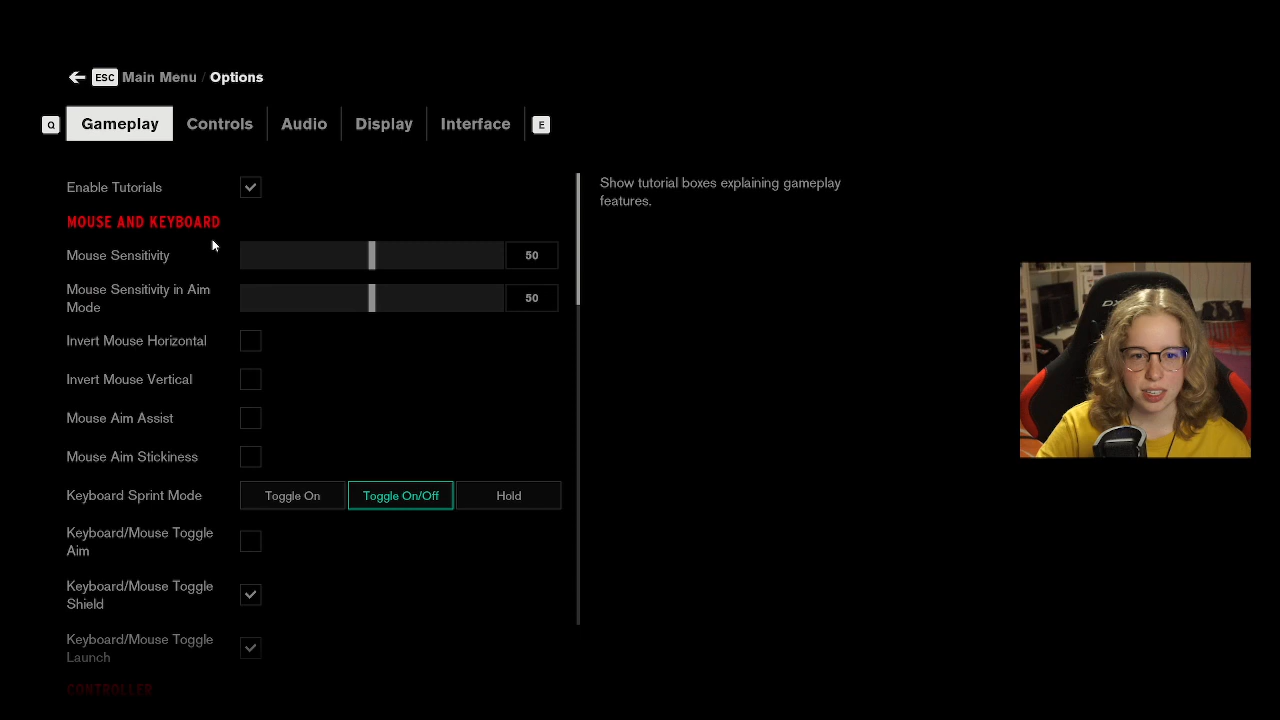 ESC Main Menu / Options
Q Gameplay Controls Audio Display Interface E
Enable Tutorials
Show tutorial boxes explaining gameplay
features.
MOUSE AND KEYBOARD
Mouse Sensitivity 50
Mouse Sensitivity in Aim
Mode 50
Invert Mouse Horizontal
Invert Mouse Vertical
Mouse Aim Assist
Mouse Aim Stickiness
Keyboard Sprint Mode Toggle On Toggle On/Off Hold
Keyboard/Mouse Toggle
Aim
Keyboard/Mouse Toggle
Shield
Keyboard/Mouse Toggle
Launch
CONTROLLER
DX